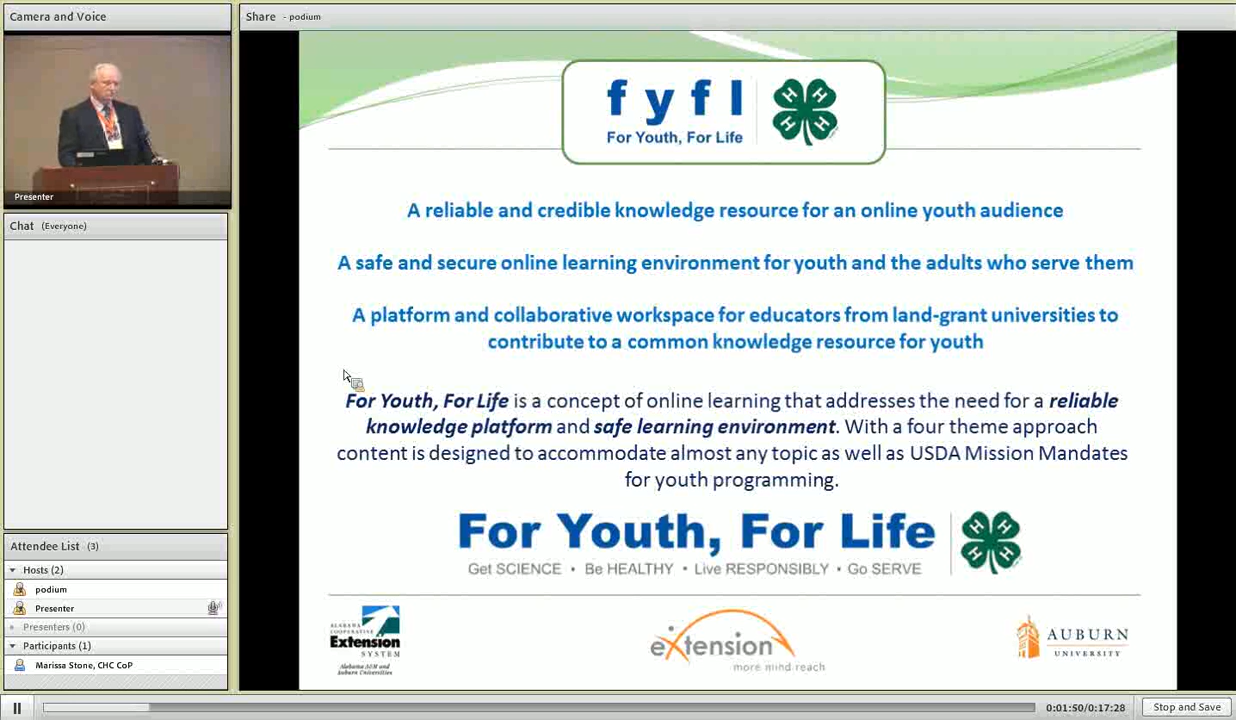 Camera and Voice
Presenter
Chat (Everyone)
Attendee List (3)
Hosts (2)
podium
Presenter
Presenters (0)
Participants (1)
Marissa Stone, CHC CoP
Share - podium
fyfl
For Youth, For Life
H H H H
A reliable and credible knowledge resource for an online youth audience
A safe and secure online learning environment for youth and the adults who serve them
A platform and collaborative workspace for educators from land-grant universities to
contribute to a common knowledge resource for youth
For Youth, For Life is a concept of online learning that addresses the need for a reliable
knowledge platform and safe learning environment. With a four theme approach
content is designed to accommodate almost any topic as well as USDA Mission Mandates
for youth programming.
For Youth, For Life
H H H H
Get SCIENCE • Be HEALTHY • Live RESPONSIBLY • Go SERVE
ALABAMA
COOPERATIVE
Extension
SYSTEM
Alabama A&M and
Auburn Universities
eXtension
more mind reach
AUBURN
UNIVERSITY
0:01:50/0:17:28
Stop and Save